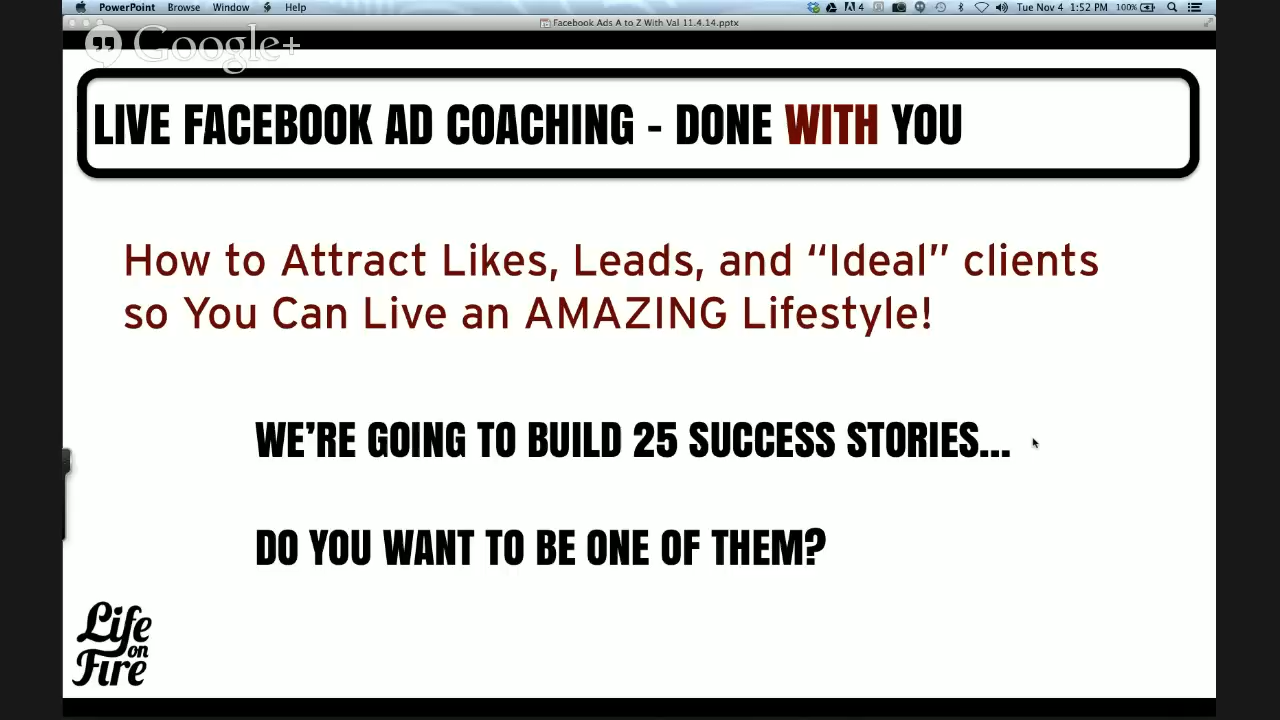 PowerPoint Browse Window Help 4 100% Tue Nov 4 1:52 PM
Facebook Ads A to Z With Val 11.4.14.pptx
Google+
LIVE FACEBOOK AD COACHING - DONE WITH YOU
How to Attract Likes, Leads, and “Ideal” clients
so You Can Live an AMAZING Lifestyle!
WE’RE GOING TO BUILD 25 SUCCESS STORIES...
DO YOU WANT TO BE ONE OF THEM?
Life
on
Fire